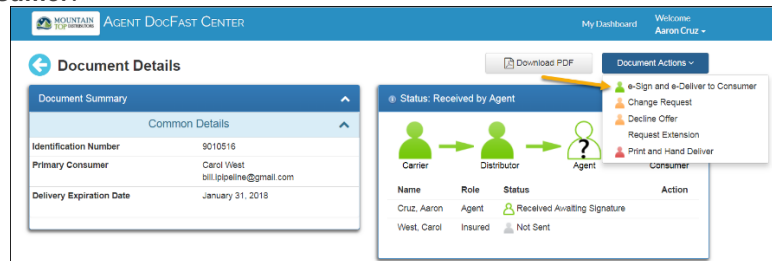 MOUNTAIN
TOP DISTRIBUTORS
AGENT DOCFAST CENTER
My Dashboard
Welcome
Aaron Cruz
Document Details
Download PDF
Document Actions
e-Sign and e-Deliver to Consumer
Change Request
Decline Offer
Request Extension
Print and Hand Deliver
Document Summary
Common Details
Identification Number 9010516
Primary Consumer Carol West
bill.ipipeline@gmail.com
Delivery Expiration Date January 31, 2018
Status: Received by Agent
?
Carrier Distributor Agent Consumer
Name Role Status Action
Cruz, Aaron Agent Received Awaiting Signature
West, Carol Insured Not Sent